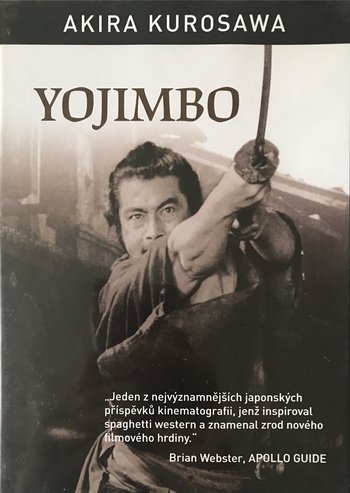 AKIRA KUROSAWA
YOJIMBO
„Jeden z nejvýznamnějších japonských
příspěvků kinematografii, jenž inspiroval
spaghetti western a znamenal zrod nového
filmového hrdiny.“
Brian Webster, APOLLO GUIDE